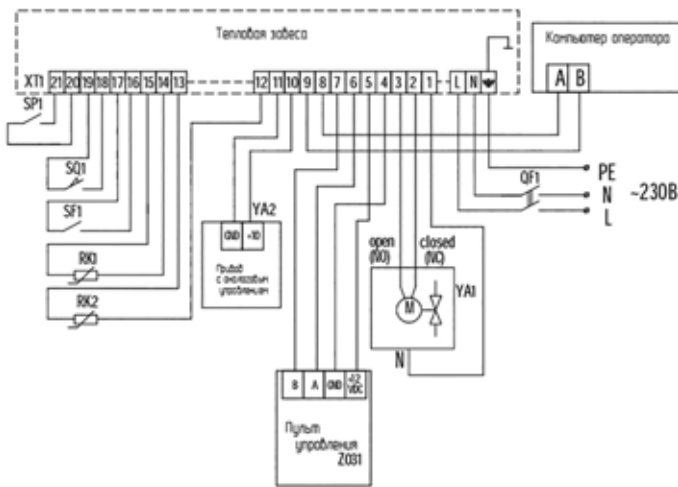 Тепловая завеса
Компьютер оператора
XT1 21 20 19 18 17 16 15 14 13 12 11 10 9 8 7 6 5 4 3 2 1 L N
A B
SP1
SQ1
SF1
RK1
RK2
GND +10
YA2
Привод
с аналоговым
управлением
open
(NO)
closed
(NC)
M
YA1
N
QF1
PE
N
L
~230В
B A GND +12 VDC
Пульт
управления
Z031